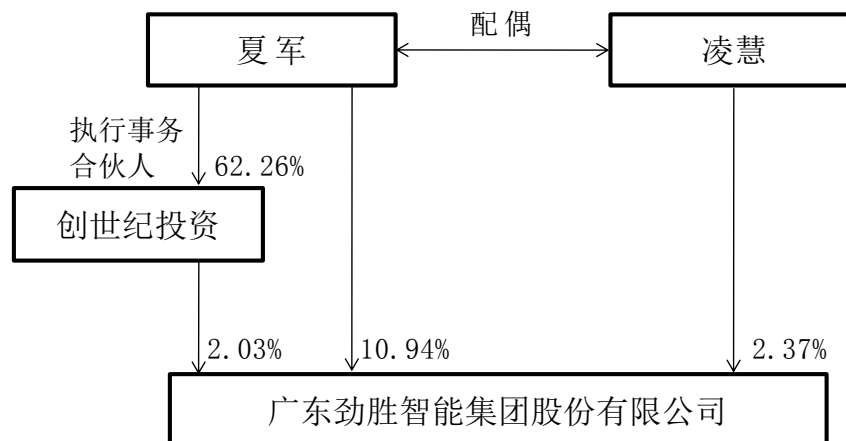 配偶
夏军
凌慧
执行事务
合伙人
62.26%
创世纪投资
2.03%
10.94%
2.37%
广东劲胜智能集团股份有限公司